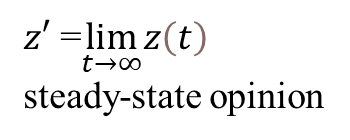 z′ = lim z(t)
t→∞
steady-state opinion